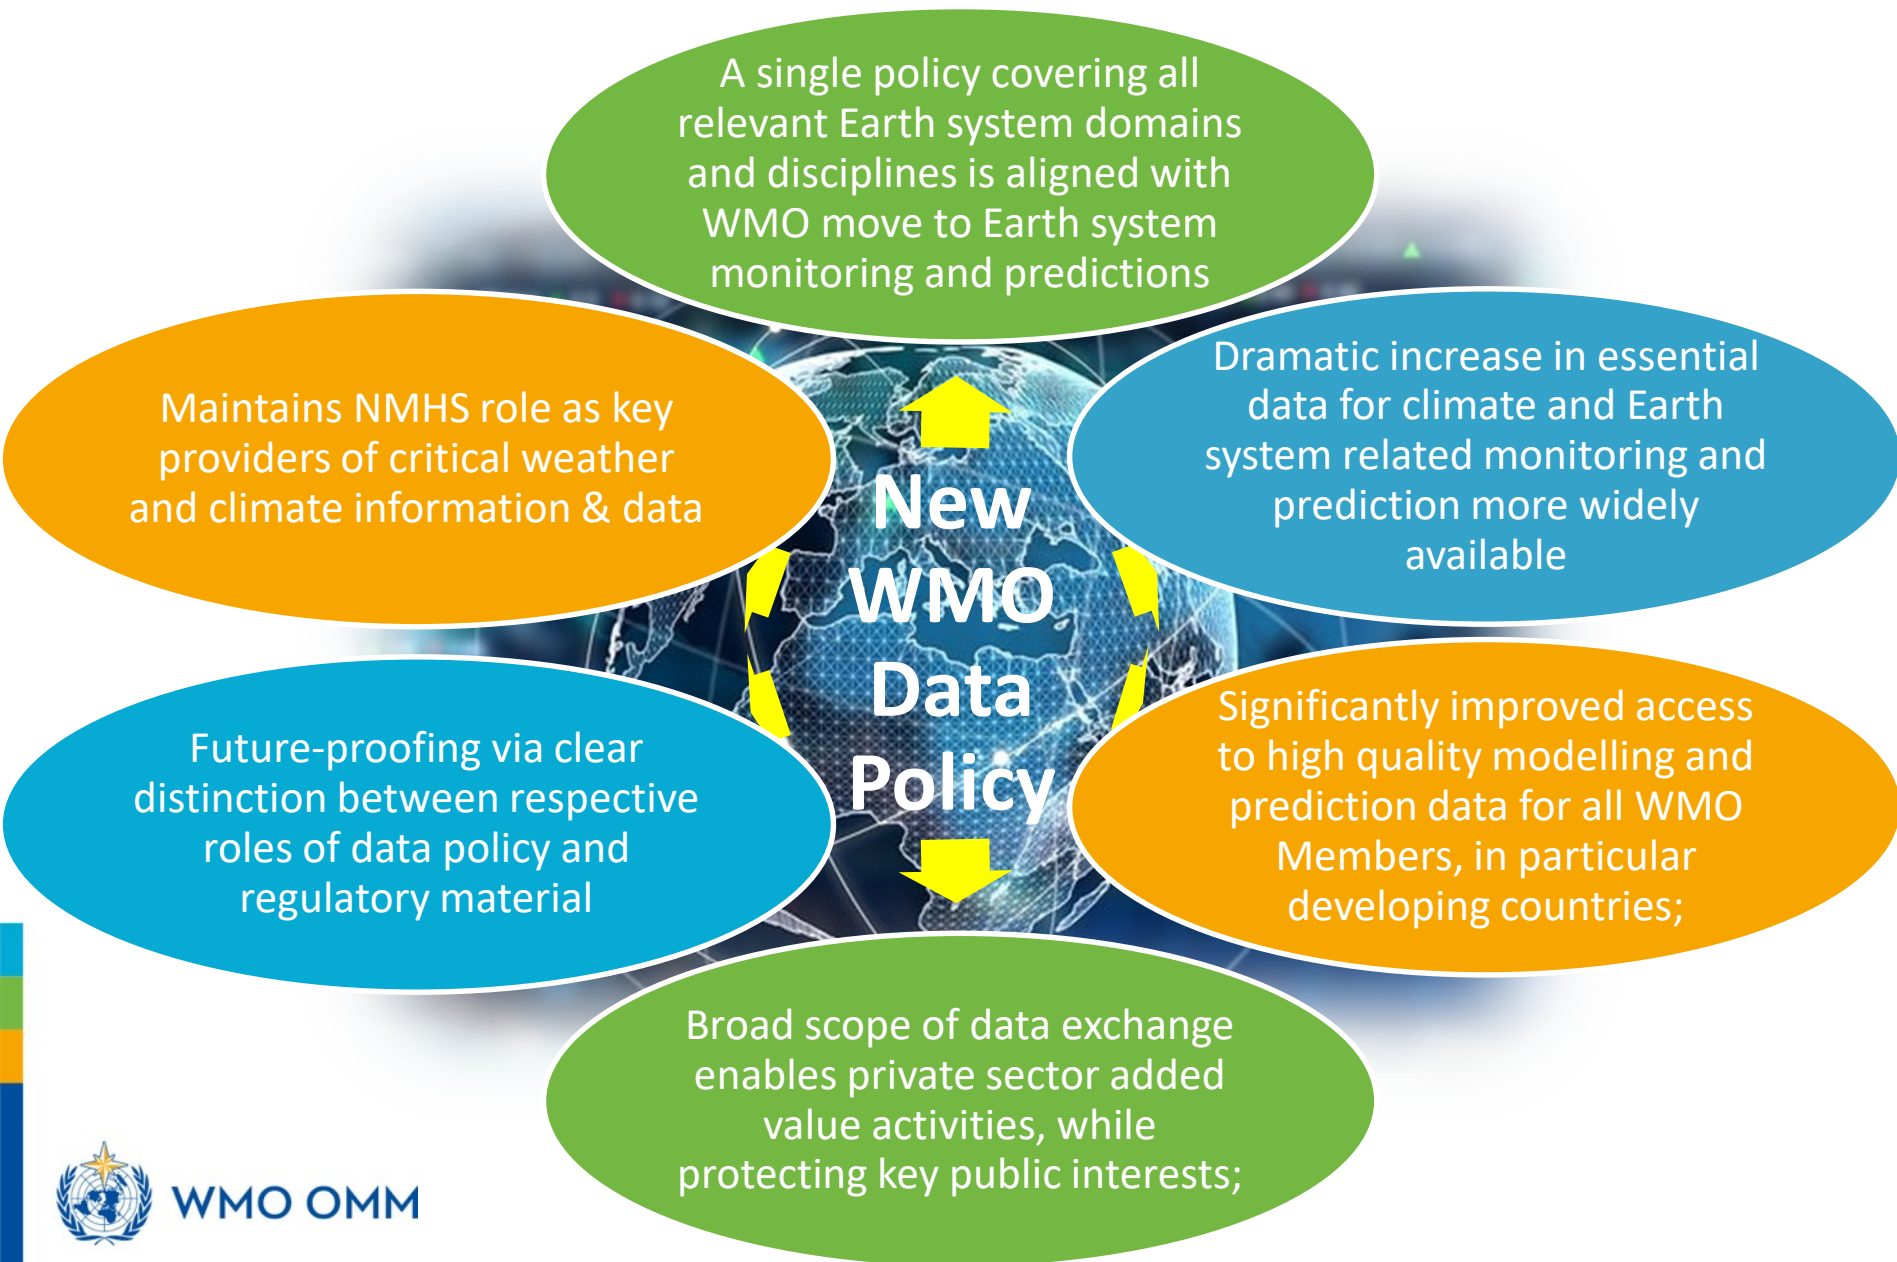 A single policy covering all
relevant Earth system domains
and disciplines is aligned with
WMO move to Earth system
monitoring and predictions
Dramatic increase in essential
data for climate and Earth
system related monitoring and
prediction more widely
available
Significantly improved access
to high quality modelling and
prediction data for all WMO
Members, in particular
developing countries;
Broad scope of data exchange
enables private sector added
value activities, while
protecting key public interests;
Future-proofing via clear
distinction between respective
roles of data policy and
regulatory material
Maintains NMHS role as key
providers of critical weather
and climate information & data
New
WMO
Data
Policy
WMO OMM